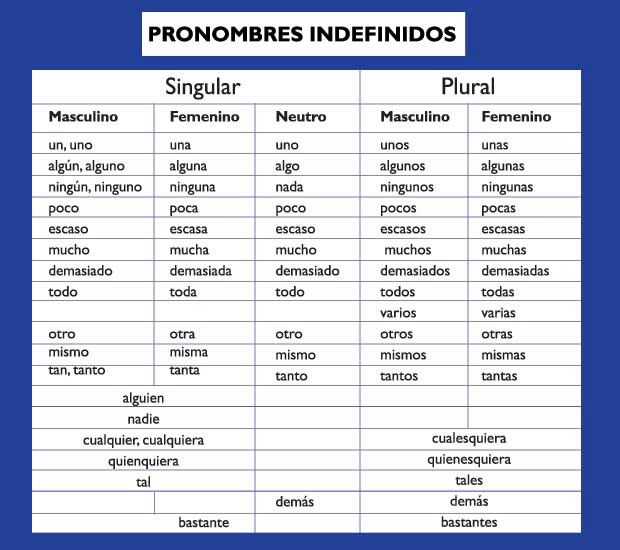 PRONOMBRES INDEFINIDOS
Singular Plural
Masculino Femenino Neutro Masculino Femenino
un, uno una uno unos unas
algún, alguno alguna algo algunos algunas
ningún, ninguno ninguna nada ningunos ningunas
poco poca poco pocos pocas
escaso escasa escaso escasos escasas
mucho mucha mucho muchos muchas
demasiado demasiada demasiado demasiados demasiadas
todo toda todo todos todas
varios varias
otro otra otro otros otras
mismo misma mismo mismos mismas
tan, tanto tanta tanto tantos tantas
alguien
nadie
cualquier, cualquiera cualesquiera
quienquiera quienesquiera
tal tales
demás demás
bastante bastantes